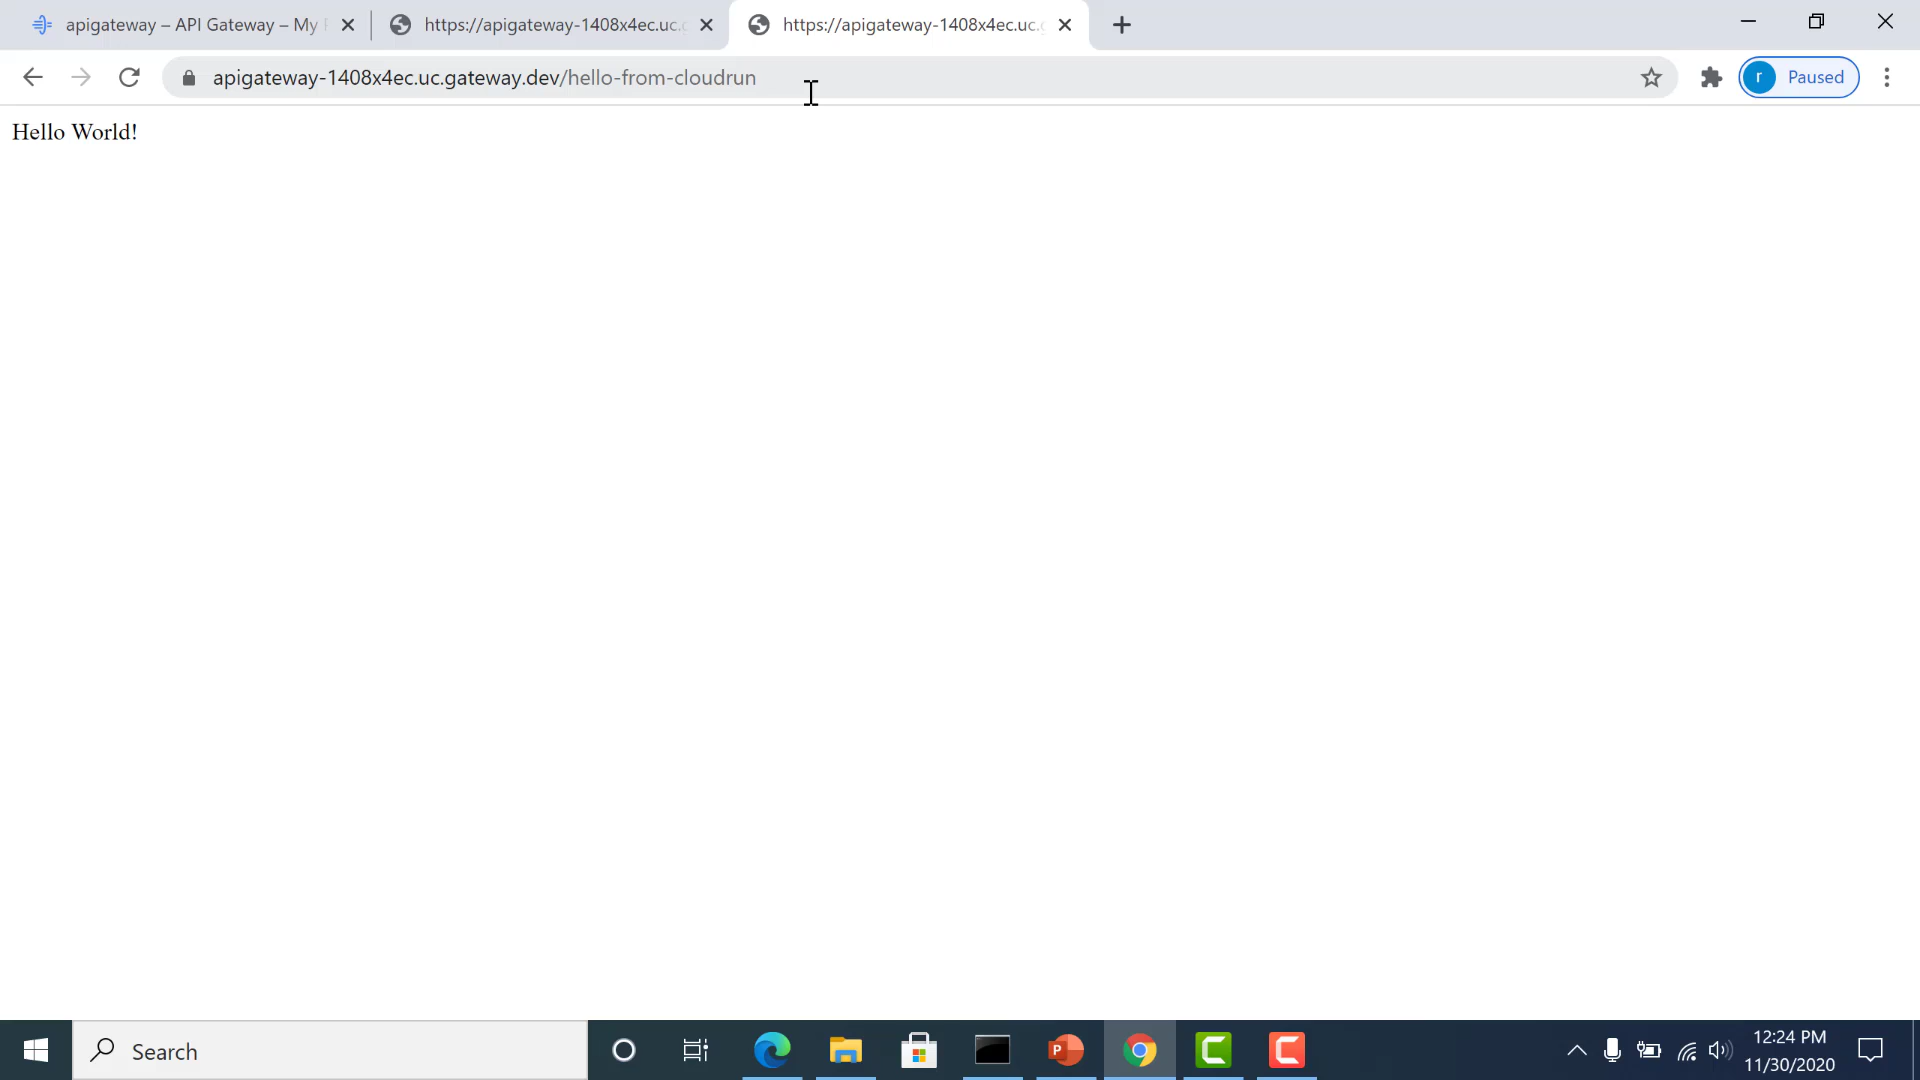 apigateway – API Gateway – My
https://apigateway-1408x4ec.uc.
https://apigateway-1408x4ec.uc.
apigateway-1408x4ec.uc.gateway.dev/hello-from-cloudrun
r
Paused
Hello World!
Search
P
12:24 PM
11/30/2020